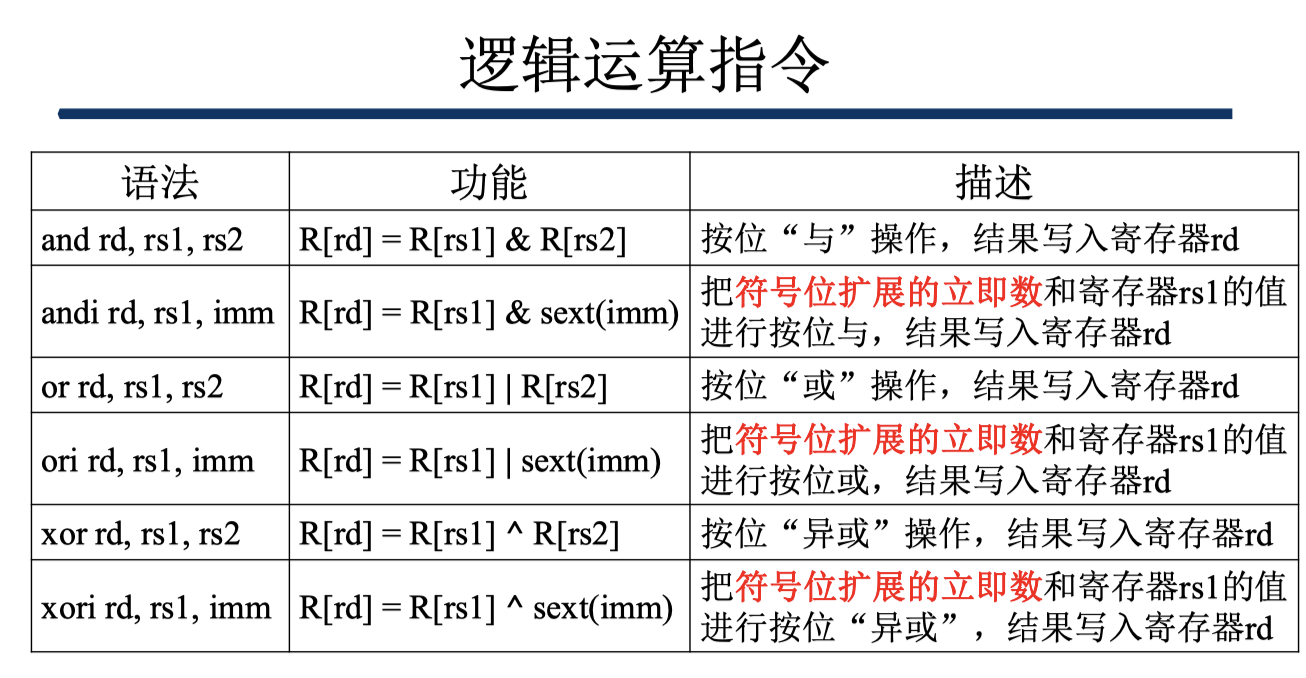 逻辑运算指令
语法 功能 描述
and rd, rs1, rs2 R[rd] = R[rs1] & R[rs2] 按位“与”操作，结果写入寄存器rd
andi rd, rs1, imm R[rd] = R[rs1] & sext(imm) 把符号位扩展的立即数和寄存器rs1的值
进行按位与，结果写入寄存器rd
or rd, rs1, rs2 R[rd] = R[rs1] | R[rs2] 按位“或”操作，结果写入寄存器rd
ori rd, rs1, imm R[rd] = R[rs1] | sext(imm) 把符号位扩展的立即数和寄存器rs1的值
进行按位或，结果写入寄存器rd
xor rd, rs1, rs2 R[rd] = R[rs1] ^ R[rs2] 按位“异或”操作，结果写入寄存器rd
xori rd, rs1, imm R[rd] = R[rs1] ^ sext(imm) 把符号位扩展的立即数和寄存器rs1的值
进行按位“异或”，结果写入寄存器rd